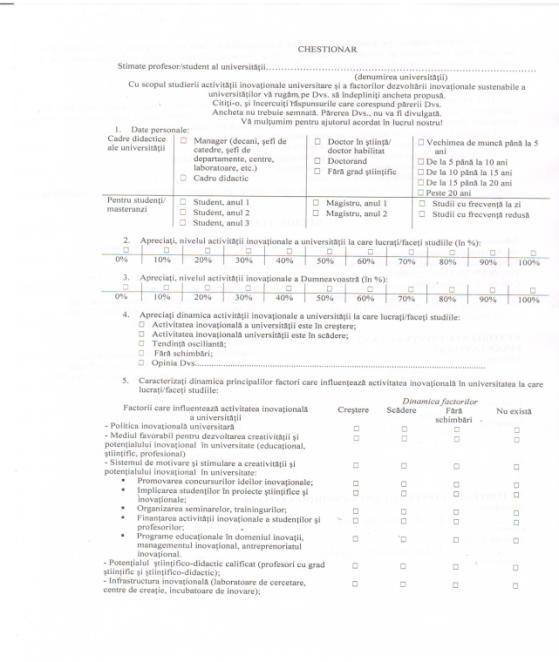 CHESTIONAR
Stimate profesor/student al universității.......................................................................................
(denumirea universității)
Cu scopul studierii activității inovaționale universitare și a factorilor dezvoltării inovaționale sustenabile a
universităților vă rugăm pe Dvs. să îndepliniți ancheta propusă.
Citiți-o, și încercuiți răspunsurile care corespund părerii Dvs.
Ancheta nu trebuie semnată. Părerea Dvs., nu va fi divulgată.
Vă mulțumim pentru ajutorul acordat în lucrul nostru!
1. Date personale:
Cadre didactice
ale universității
□ Manager (decani, șefi de
catedre, șefi de
departamente, centre,
laboratoare, etc.)
□ Cadru didactic
□ Doctor în știință/
doctor habilitat
□ Doctorand
□ Fără grad științific
□ Vechimea de muncă până la 5
ani
□ De la 5 până la 10 ani
□ De la 10 până la 15 ani
□ De la 15 până la 20 ani
□ Peste 20 ani
Pentru studenți/
masteranzi
□ Student, anul 1
□ Student, anul 2
□ Student, anul 3
□ Magistru, anul 1
□ Magistru, anul 2
□ Studii cu frecvență la zi
□ Studii cu frecvență redusă
2. Apreciați, nivelul activității inovaționale a universității la care lucrați/faceți studiile (în %):
□ □ □ □ □ □ □ □ □ □ □
0% 10% 20% 30% 40% 50% 60% 70% 80% 90% 100%
3. Apreciați, nivelul activității inovaționale a Dumneavoastră (în %):
□ □ □ □ □ □ □ □ □ □ □
0% 10% 20% 30% 40% 50% 60% 70% 80% 90% 100%
4. Apreciați dinamica activității inovaționale a universității la care lucrați/faceți studiile:
□ Activitatea inovațională a universității este în creștere;
□ Activitatea inovațională universității este în scădere;
□ Tendință osciliantă;
□ Fără schimbări;
□ Opinia Dvs.......................................................................................
5. Caracterizați dinamica principalilor factori care influențează activitatea inovațională în universitatea la care
lucrați/faceți studiile:
Dinamica factorilor
Factorii care influențează activitatea inovațională
a universității
Creștere Scădere Fără
schimbări
Nu există
- Politica inovațională universitară □ □ □ □
- Mediul favorabil pentru dezvoltarea creativității și □ □ □ □
potențialului inovațional în universitate (educațional,
științific, profesional)
- Sistemul de motivare și stimulare a creativității și □ □ □ □
potențialului inovațional în universitate:
• Promovarea concursurilor ideilor inovaționale; □ □ □ □
• Implicarea studenților în proiecte științifice și □ □ □ □
inovaționale;
• Organizarea seminarelor, trainingurilor; □ □ □ □
• Finanțarea activității inovaționale a studenților și □ □ □ □
profesorilor;
• Programe educaționale în domeniul inovații, □ □ □ □
managementul inovațional, antreprenoriatul
inovațional.
- Potențialul științifico-didactic calificat (profesori cu grad □ □ □ □
științific și științifico-didactic);
- Infrastructura inovațională (laboratoare de cercetare, □ □ □ □
centre de creație, incubatoare de inovare);